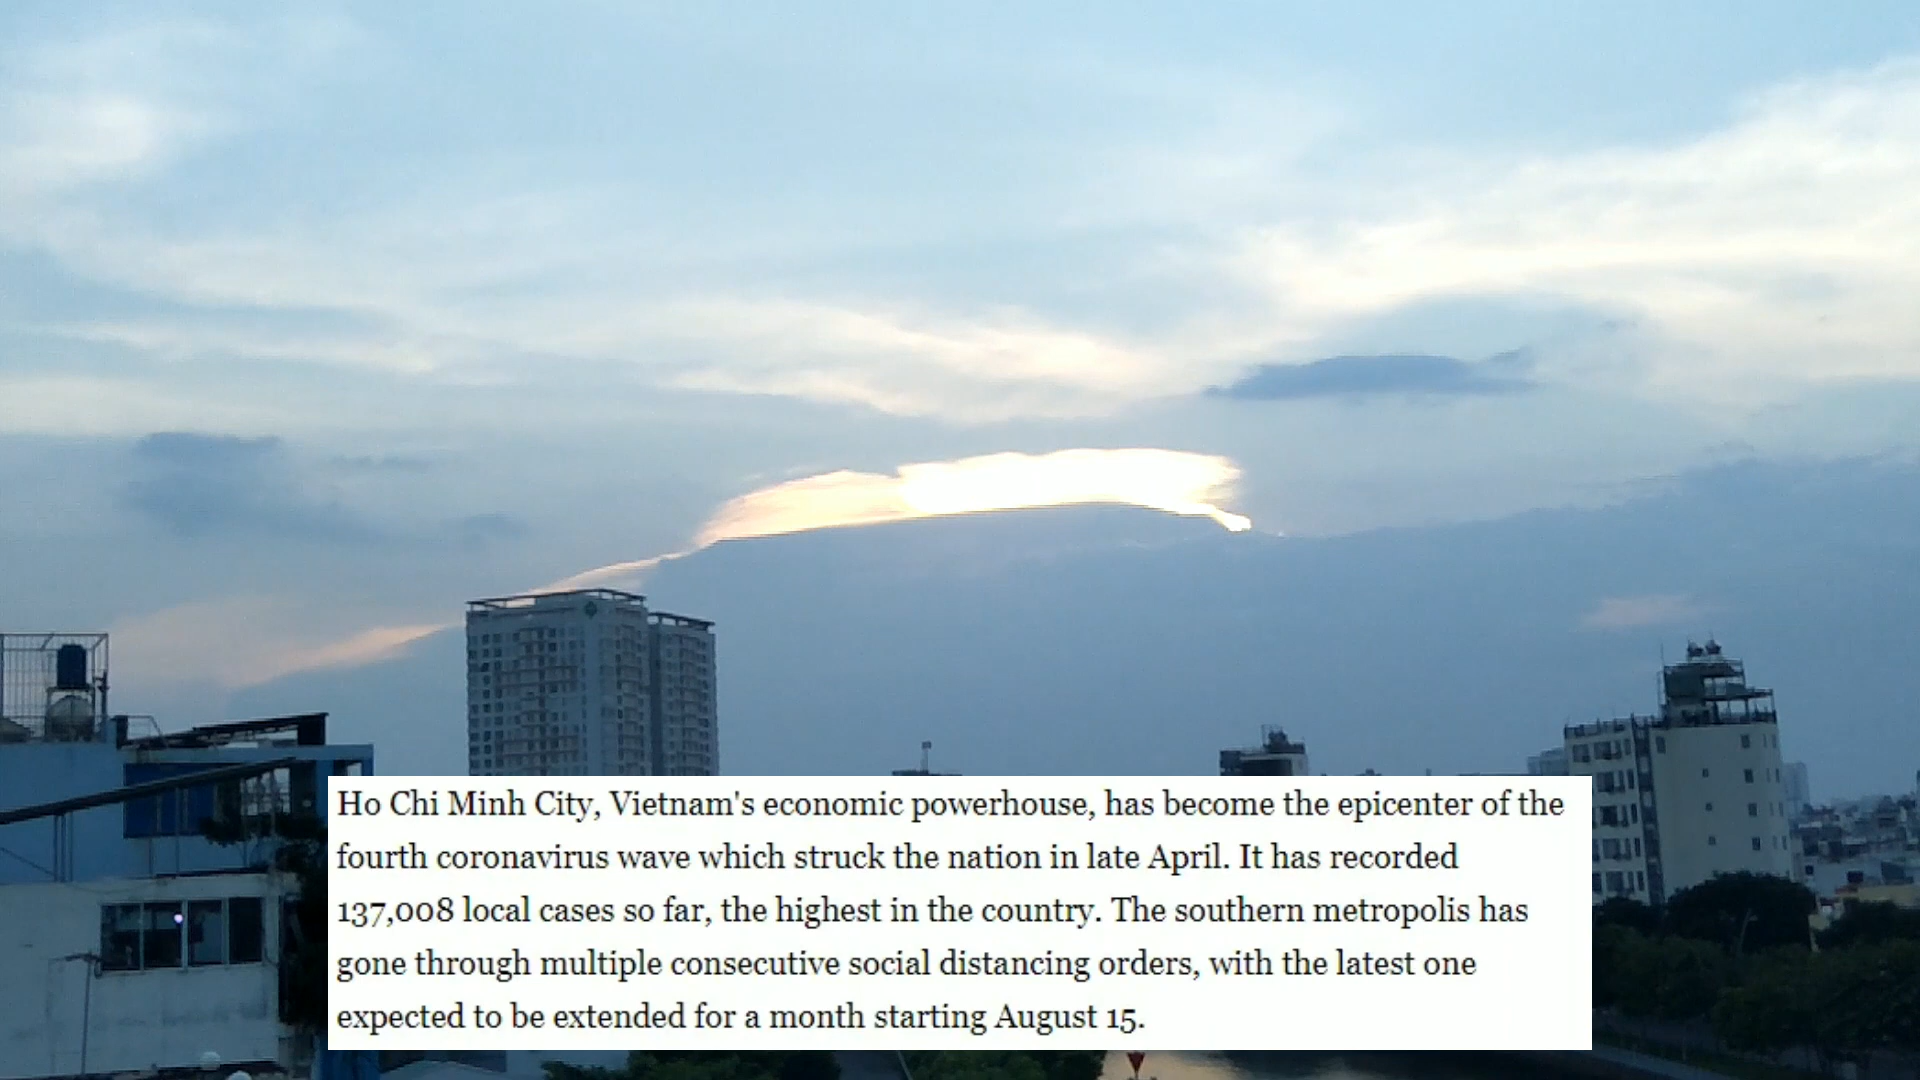 Ho Chi Minh City, Vietnam's economic powerhouse, has become the epicenter of the
fourth coronavirus wave which struck the nation in late April. It has recorded
137,008 local cases so far, the highest in the country. The southern metropolis has
gone through multiple consecutive social distancing orders, with the latest one
expected to be extended for a month starting August 15.